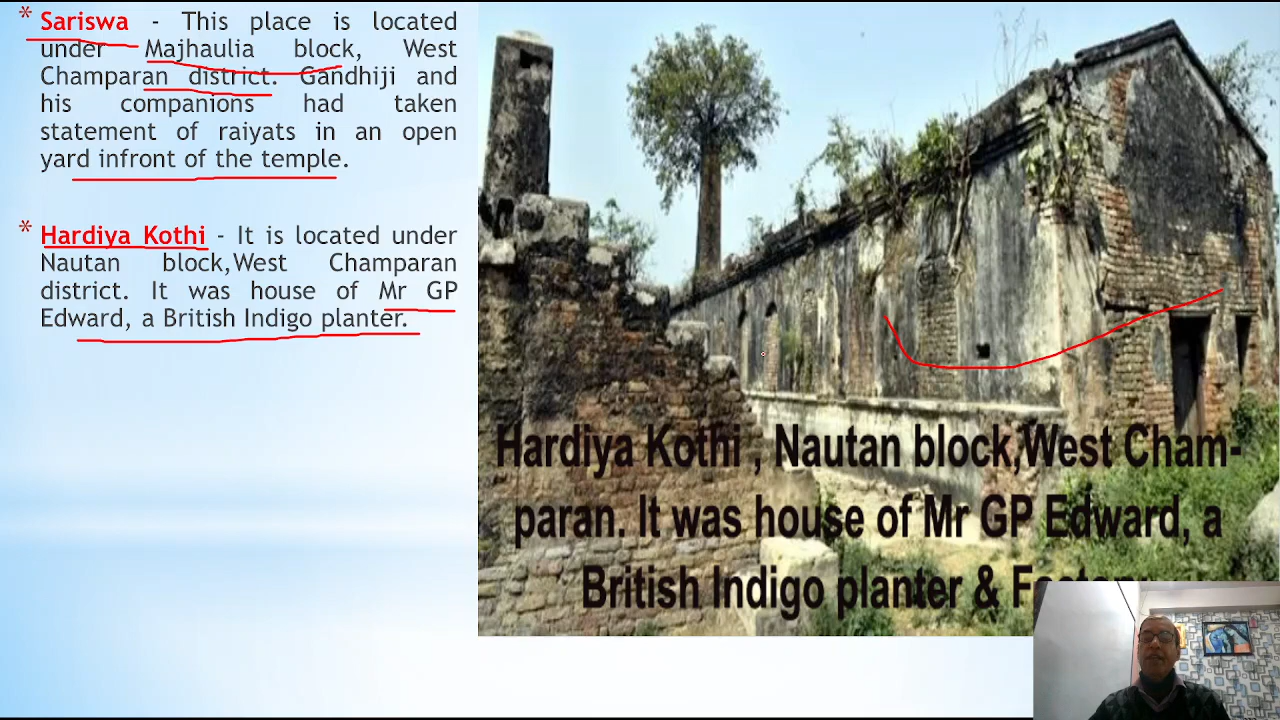 * Sariswa - This place is located
under Majhaulia block, West
Champaran district. Gandhiji and
his companions had taken
statement of raiyats in an open
yard infront of the temple.
* Hardiya Kothi - It is located under
Nautan block,West Champaran
district. It was house of Mr GP
Edward, a British Indigo planter.
Hardiya Kothi , Nautan block,West Cham-
paran. It was house of Mr GP Edward, a
British Indigo planter &